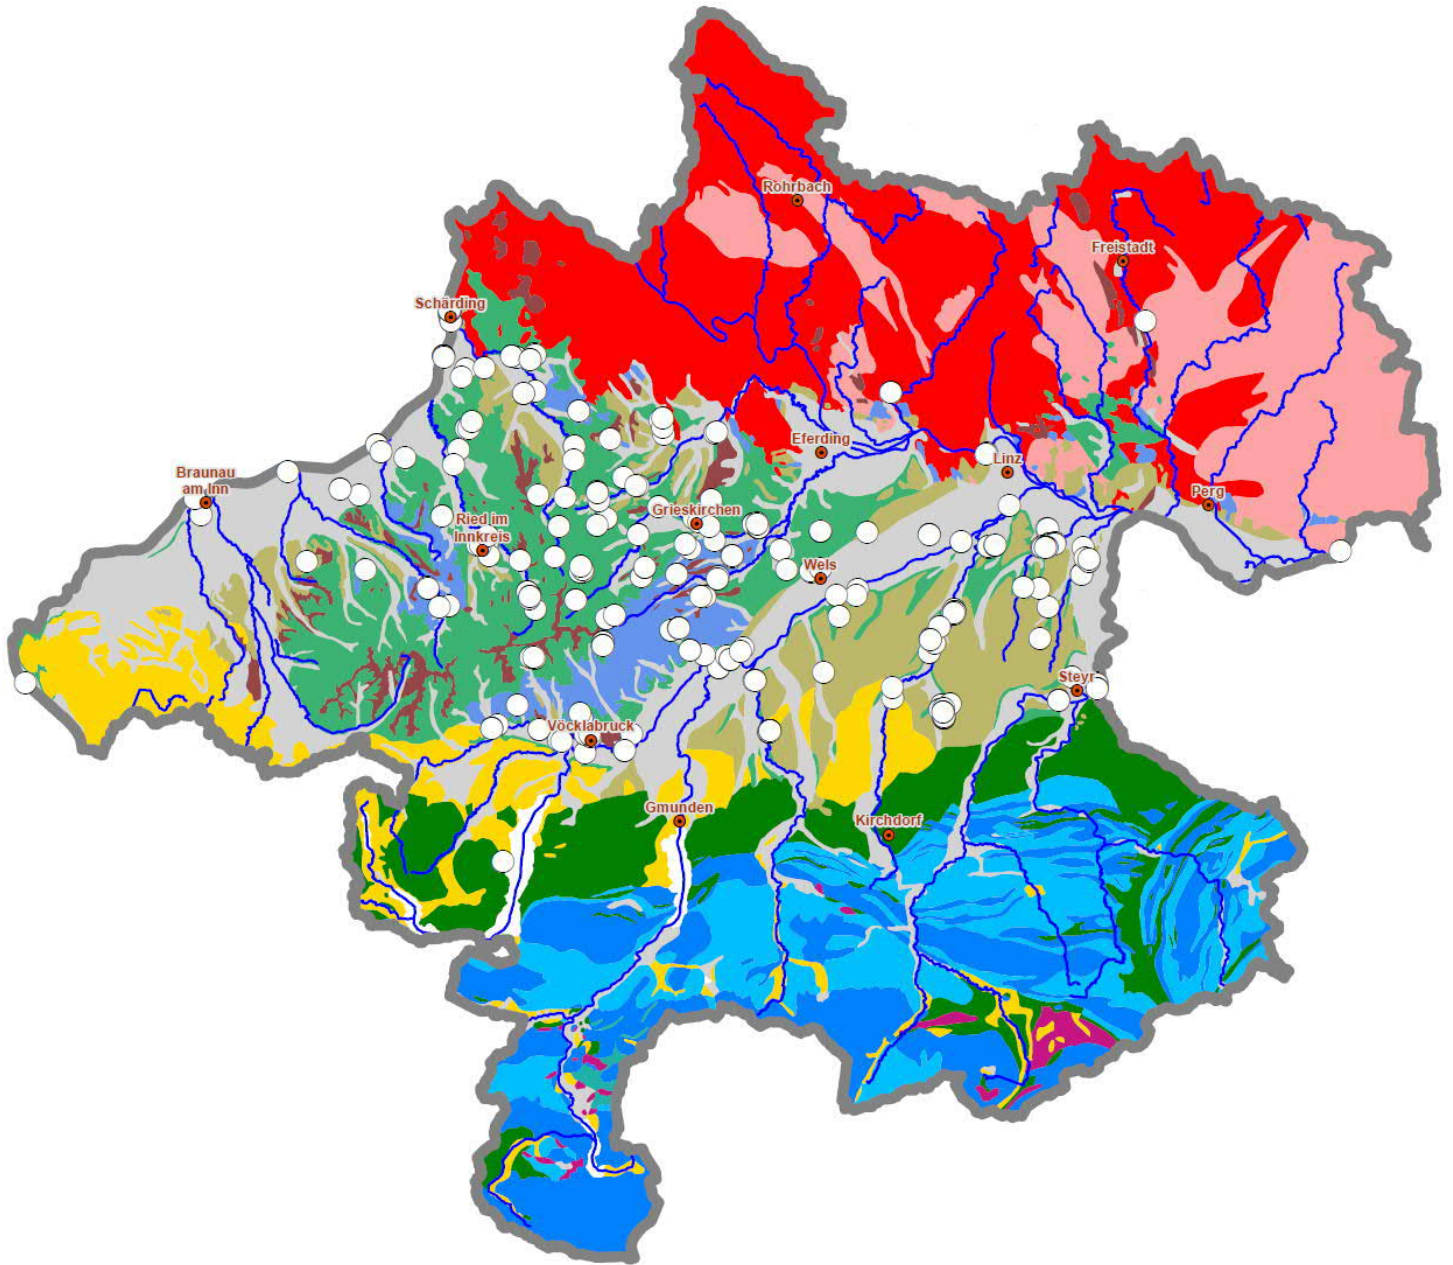 Rohrbach
Freistadt
Schärding
Eferding
Linz
Braunau
am Inn
Perg
Grieskirchen
Ried im
Innkreis
Wels
Steyr
Vöcklabruck
Gmunden
Kirchdorf